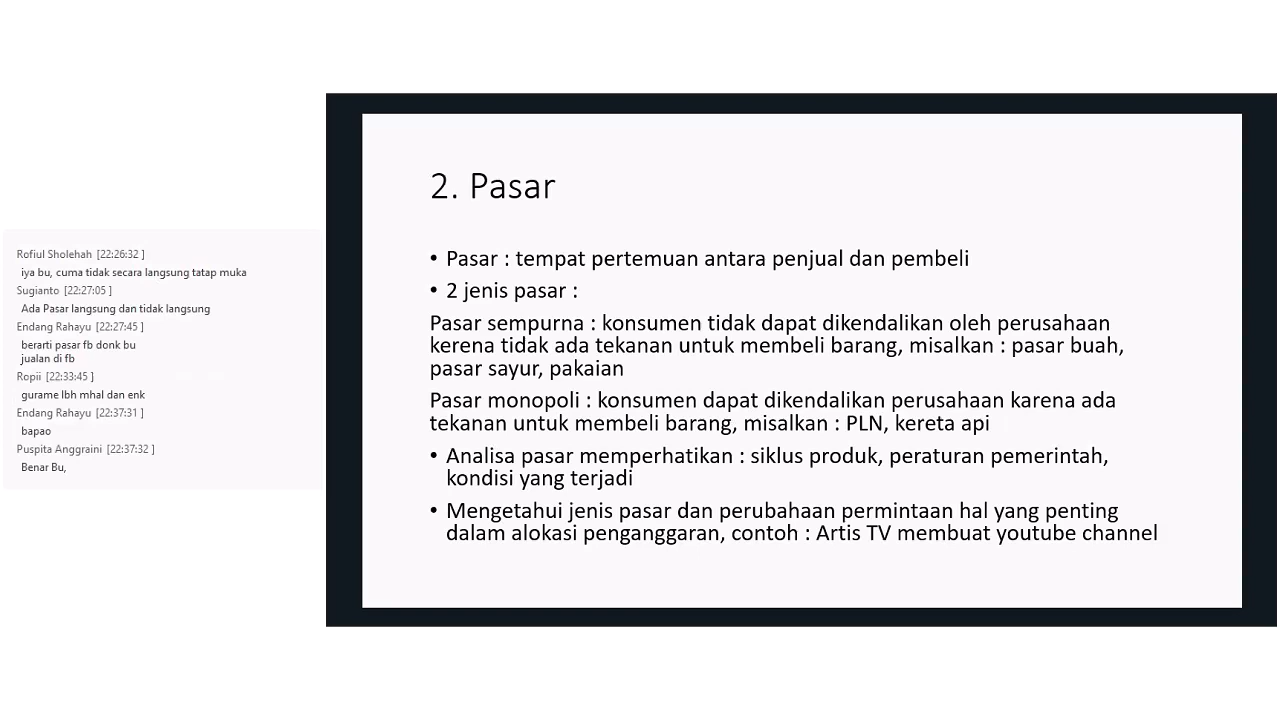 Rofiul Sholehah [22:26:32 ]
iya bu, cuma tidak secara langsung tatap muka
Sugianto [22:27:05 ]
Ada Pasar langsung dan tidak langsung
Endang Rahayu [22:27:45 ]
berarti pasar fb donk bu
jualan di fb
Ropii [22:33:45 ]
gurame lbh mhal dan enk
Endang Rahayu [22:37:31 ]
bapao
Puspita Anggraini [22:37:32 ]
Benar Bu,
2. Pasar
• Pasar : tempat pertemuan antara penjual dan pembeli
• 2 jenis pasar :
Pasar sempurna : konsumen tidak dapat dikendalikan oleh perusahaan
kerena tidak ada tekanan untuk membeli barang, misalkan : pasar buah,
pasar sayur, pakaian
Pasar monopoli : konsumen dapat dikendalikan perusahaan karena ada
tekanan untuk membeli barang, misalkan : PLN, kereta api
• Analisa pasar memperhatikan : siklus produk, peraturan pemerintah,
kondisi yang terjadi
• Mengetahui jenis pasar dan perubahaan permintaan hal yang penting
dalam alokasi penganggaran, contoh : Artis TV membuat youtube channel